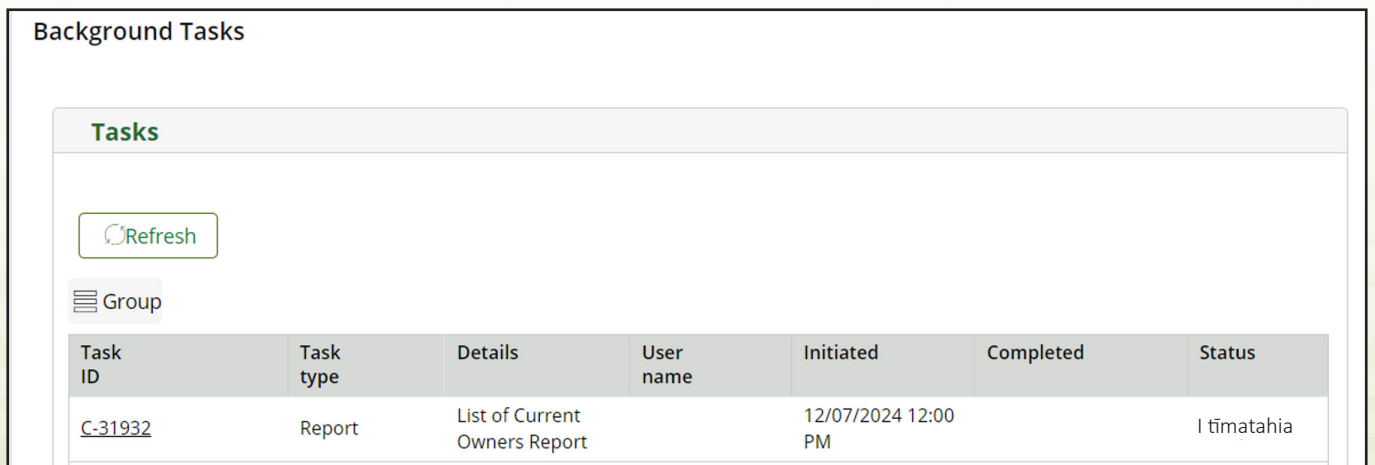 Background Tasks
Tasks
Refresh
Group
Task ID Task type Details User name Initiated Completed Status
C-31932 Report List of Current Owners Report 12/07/2024 12:00 PM I tīmatahia